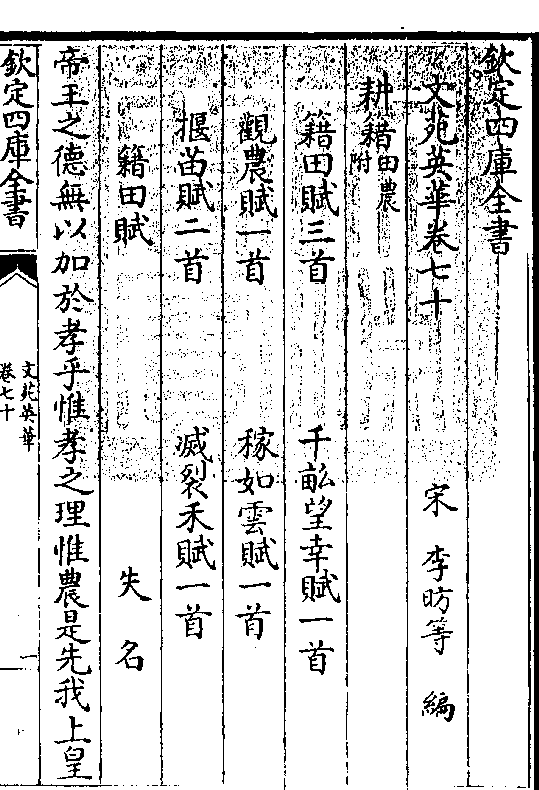 欽定四庫全書
文苑英華卷七十
宋 李昉等 編
耕籍田農附
籍田賦三首 千畝望幸賦一首
觀農賦一首 稼如雲賦一首
揠苗賦二首 滅裂禾賦一首
籍田賦 失名
帝王之德無以加於孝乎惟孝之理惟農是先我上皇
欽定四庫全書
文苑英華
卷七十
一